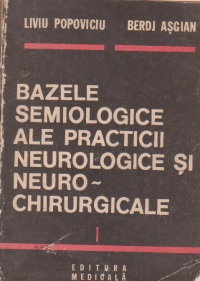 LIVIU POPOVICIU BERDJ AŞGIAN
BAZELE
SEMIOLOGICE
ALE PRACTICII
NEUROLOGICE ŞI
NEURO~
CHIRURGICALE
I
EDITURA
MEDICALĂ